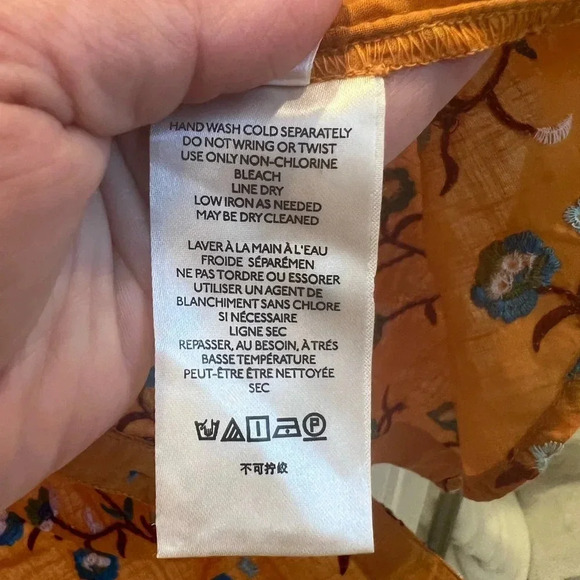 HAND WASH COLD SEPARATELY
DO NOT WRING OR TWIST
USE ONLY NON-CHLORINE
BLEACH
LINE DRY
LOW IRON AS NEEDED
MAY BE DRY CLEANED
LAVER À LA MAIN À L'EAU
FROIDE SÉPARÉMEN
NE PAS TORDRE OU ESSORER
UTILISER UN AGENT DE
BLANCHIMENT SANS CHLORE
SI NÉCESSAIRE
LIGNE SEC
REPASSER, AU BESOIN, À TRÉS
BASSE TEMPÉRATURE
PEUT-ÊTRE ÊTRE NETTOYÉE
SEC
不可拧绞